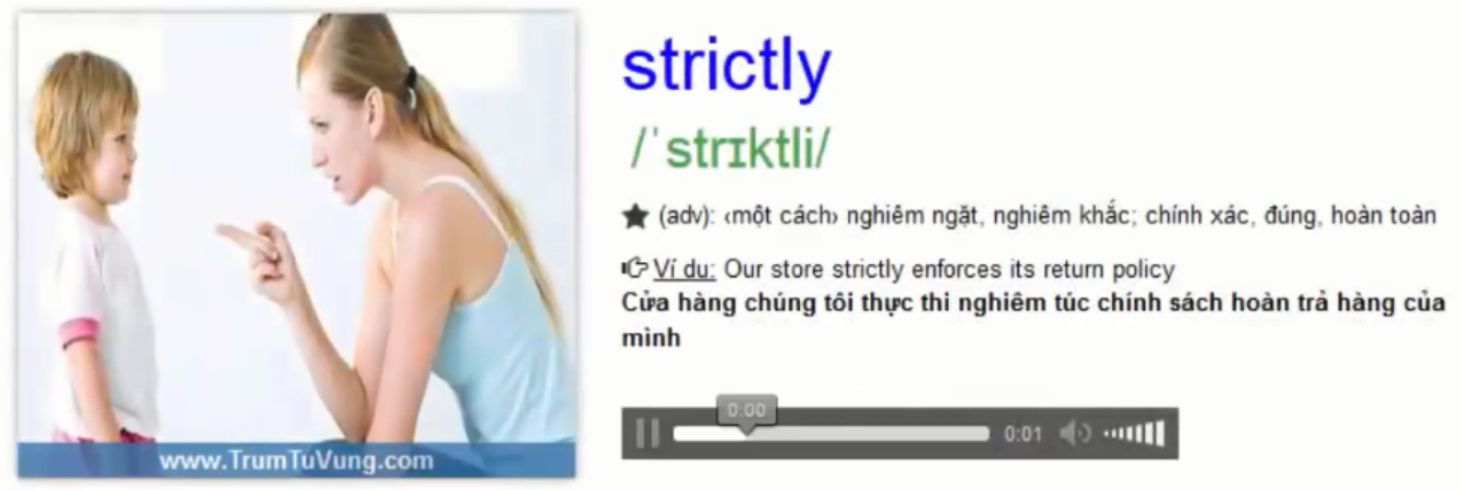 strictly
/ˈstrɪktli/
(adv): ‹một cách› nghiêm ngặt, nghiêm khắc; chính xác, đúng, hoàn toàn
Ví dụ: Our store strictly enforces its return policy
Cửa hàng chúng tôi thực thi nghiêm túc chính sách hoàn trả hàng của
mình
0:00
0:01
www.TrumTuVung.com